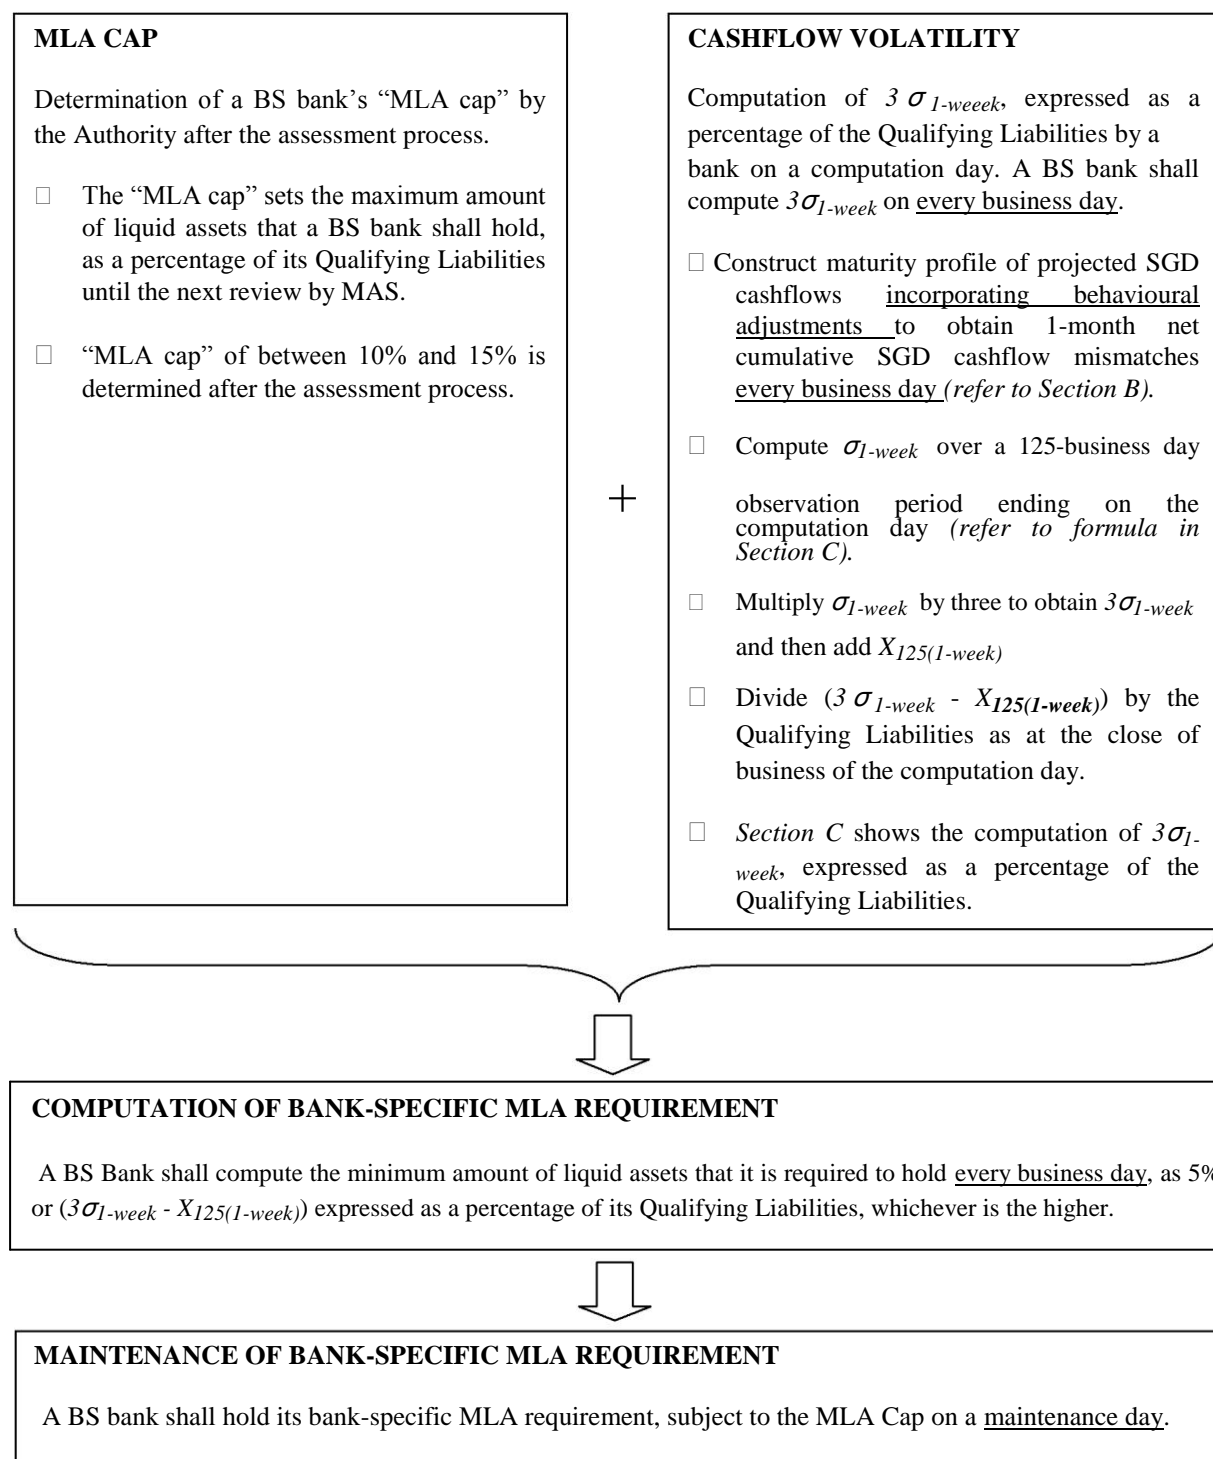 MLA CAP
Determination of a BS bank’s “MLA cap” by
the Authority after the assessment process.
□ The “MLA cap” sets the maximum amount
of liquid assets that a BS bank shall hold,
as a percentage of its Qualifying Liabilities
until the next review by MAS.
□ “MLA cap” of between 10% and 15% is
determined after the assessment process.
+
CASHFLOW VOLATILITY
Computation of 3 σ 1-weeek, expressed as a
percentage of the Qualifying Liabilities by a
bank on a computation day. A BS bank shall
compute 3σ1-week on every business day.
□ Construct maturity profile of projected SGD
cashflows incorporating behavioural
adjustments to obtain 1-month net
cumulative SGD cashflow mismatches
every business day (refer to Section B).
□ Compute σ1-week over a 125-business day
observation period ending on the
computation day (refer to formula in
Section C).
□ Multiply σ1-week by three to obtain 3σ1-week
and then add X125(1-week)
□ Divide (3 σ 1-week - X125(1-week)) by the
Qualifying Liabilities as at the close of
business of the computation day.
□ Section C shows the computation of 3σ1-
week, expressed as a percentage of the
Qualifying Liabilities.
COMPUTATION OF BANK-SPECIFIC MLA REQUIREMENT
A BS Bank shall compute the minimum amount of liquid assets that it is required to hold every business day, as 5%
or (3σ1-week - X125(1-week)) expressed as a percentage of its Qualifying Liabilities, whichever is the higher.
MAINTENANCE OF BANK-SPECIFIC MLA REQUIREMENT
A BS bank shall hold its bank-specific MLA requirement, subject to the MLA Cap on a maintenance day.